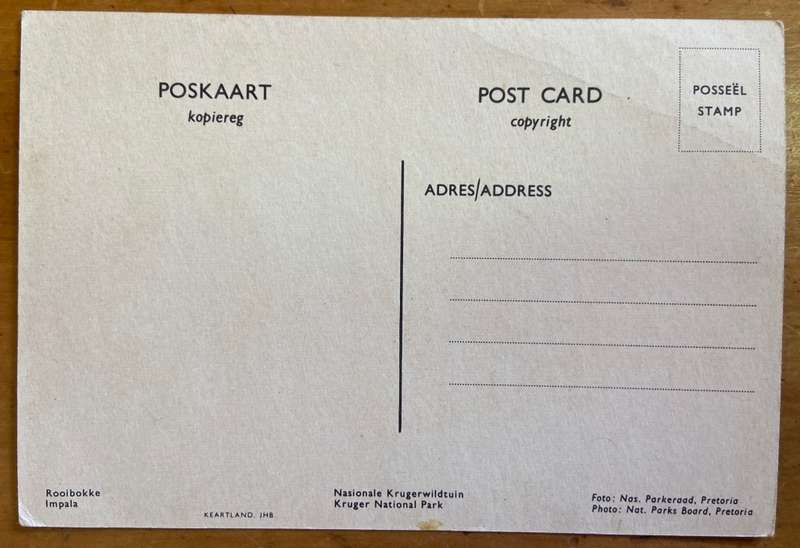 POSKAART
kopiereg
POST CARD
copyright
POSSEËL
STAMP
ADRES/ADDRESS
Rooibokke
Impala
KEARTLAND, JHB.
Nasionale Krugerwildtuin
Kruger National Park
Foto: Nas. Parkeraad, Pretoria
Photo: Nat. Parks Board, Pretoria